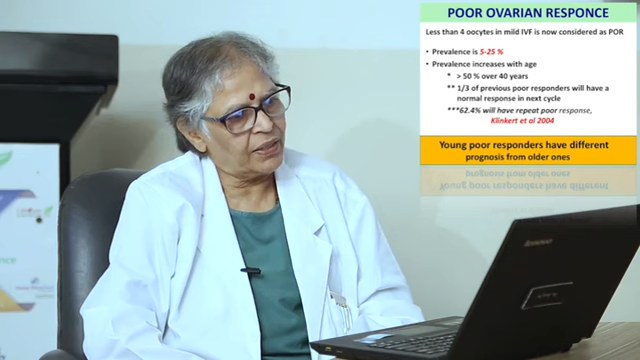 POOR OVARIAN RESPONCE
Less than 4 oocytes in mild IVF is now considered as POR
• Prevalence is 5-25 %
• Prevalence increases with age
* > 50 % over 40 years
** 1/3 of previous poor responders will have a
normal response in next cycle
***62.4% will have repeat poor response,
Klinkert et al 2004
Young poor responders have different
prognosis from older ones
lenovo